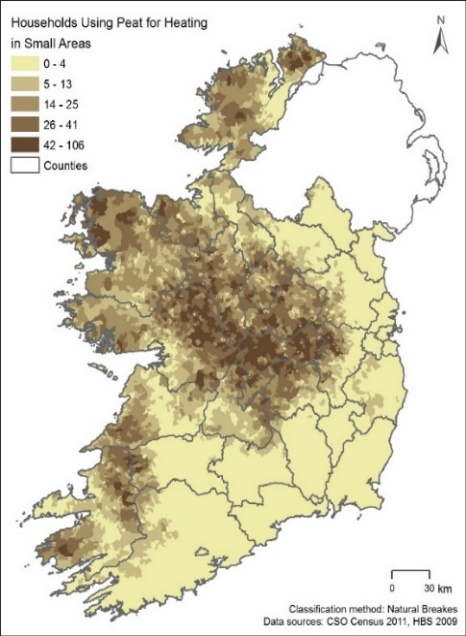 Households Using Peat for Heating
in Small Areas
0 - 4
5 - 13
14 - 25
26 - 41
42 - 106
Counties
N
0 30 km
Classification method: Natural Breakes
Data sources: CSO Census 2011, HBS 2009